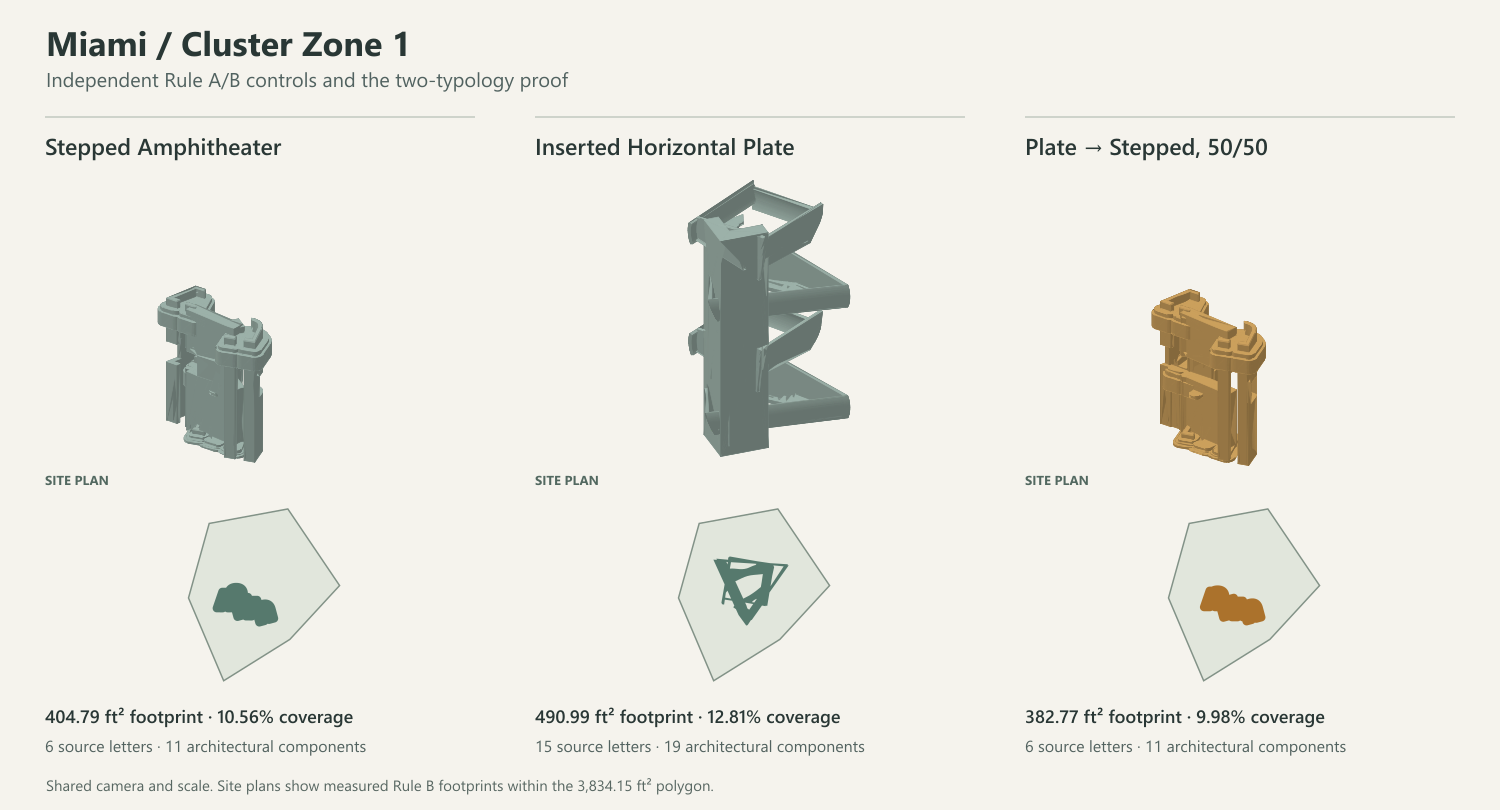 Miami / Cluster Zone 1
Independent Rule A/B controls and the two-typology proof
Stepped Amphitheater
Inserted Horizontal Plate
Plate → Stepped, 50/50
SITE PLAN
SITE PLAN
SITE PLAN
404.79 ft² footprint · 10.56% coverage
6 source letters · 11 architectural components
490.99 ft² footprint · 12.81% coverage
15 source letters · 19 architectural components
382.77 ft² footprint · 9.98% coverage
6 source letters · 11 architectural components
Shared camera and scale. Site plans show measured Rule B footprints within the 3,834.15 ft² polygon.